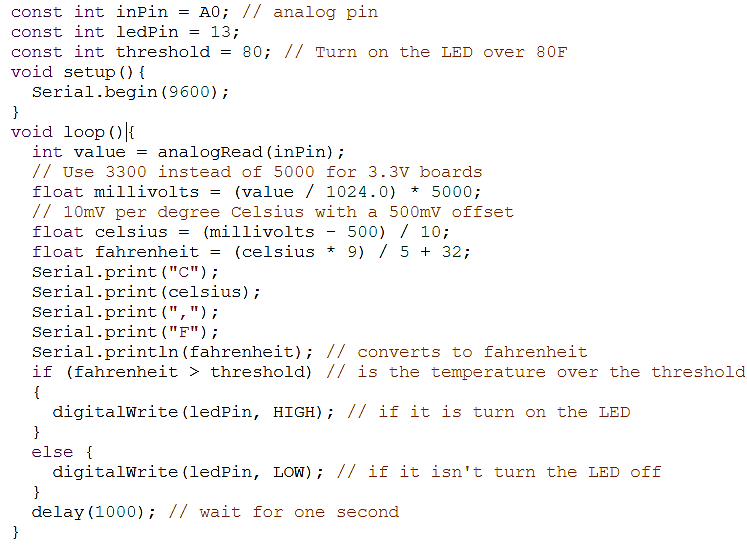 const int inPin = A0; // analog pin
const int ledPin = 13;
const int threshold = 80; // Turn on the LED over 80F
void setup(){
  Serial.begin(9600);
}
void loop(){
  int value = analogRead(inPin);
  // Use 3300 instead of 5000 for 3.3V boards
  float millivolts = (value / 1024.0) * 5000;
  // 10mV per degree Celsius with a 500mV offset
  float celsius = (millivolts - 500) / 10;
  float fahrenheit = (celsius * 9) / 5 + 32;
  Serial.print("C");
  Serial.print(celsius);
  Serial.print(",");
  Serial.print("F");
  Serial.println(fahrenheit); // converts to fahrenheit
  if (fahrenheit > threshold) // is the temperature over the threshold
  {
    digitalWrite(ledPin, HIGH); // if it is turn on the LED
  }
  else {
    digitalWrite(ledPin, LOW); // if it isn't turn the LED off
  }
  delay(1000); // wait for one second
}